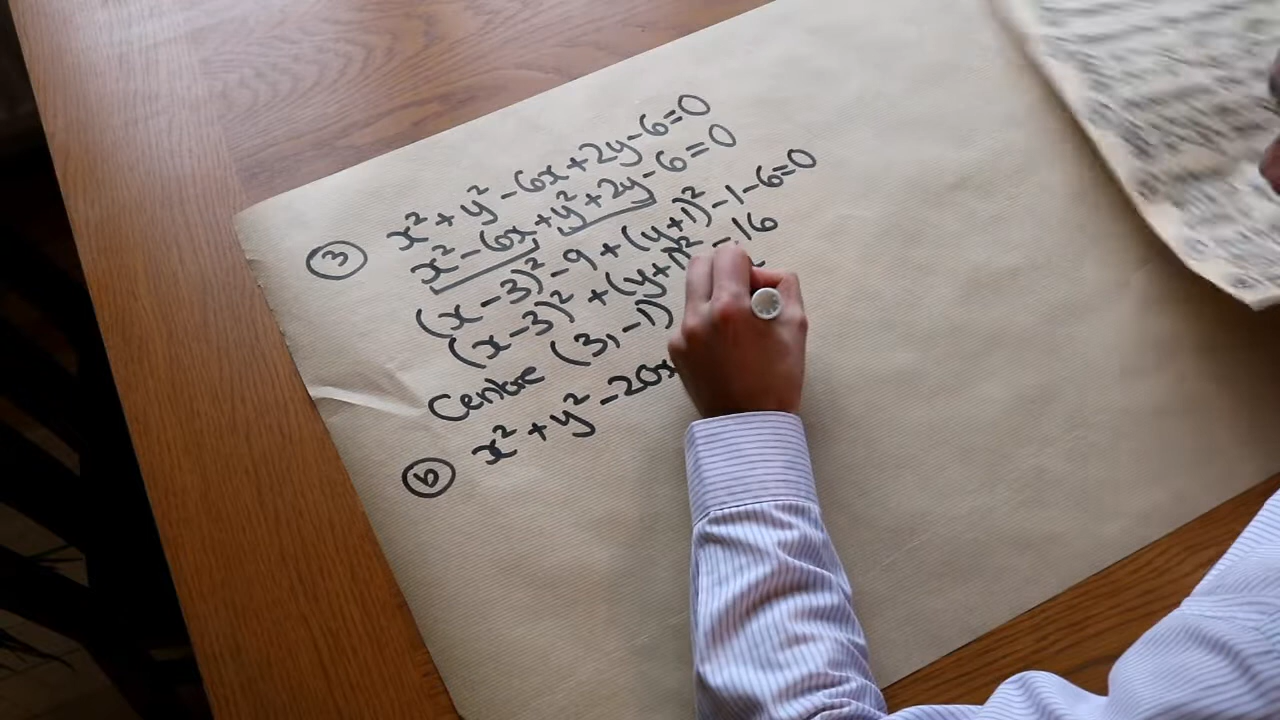 ③ x² + y² - 6x + 2y - 6 = 0
x² - 6x + y² + 2y - 6 = 0
(x - 3)² - 9 + (y + 1)² - 1 - 6 = 0
(x - 3)² + (y + 1)² = 16
Centre (3, -1)
ⓑ x² + y² - 20x